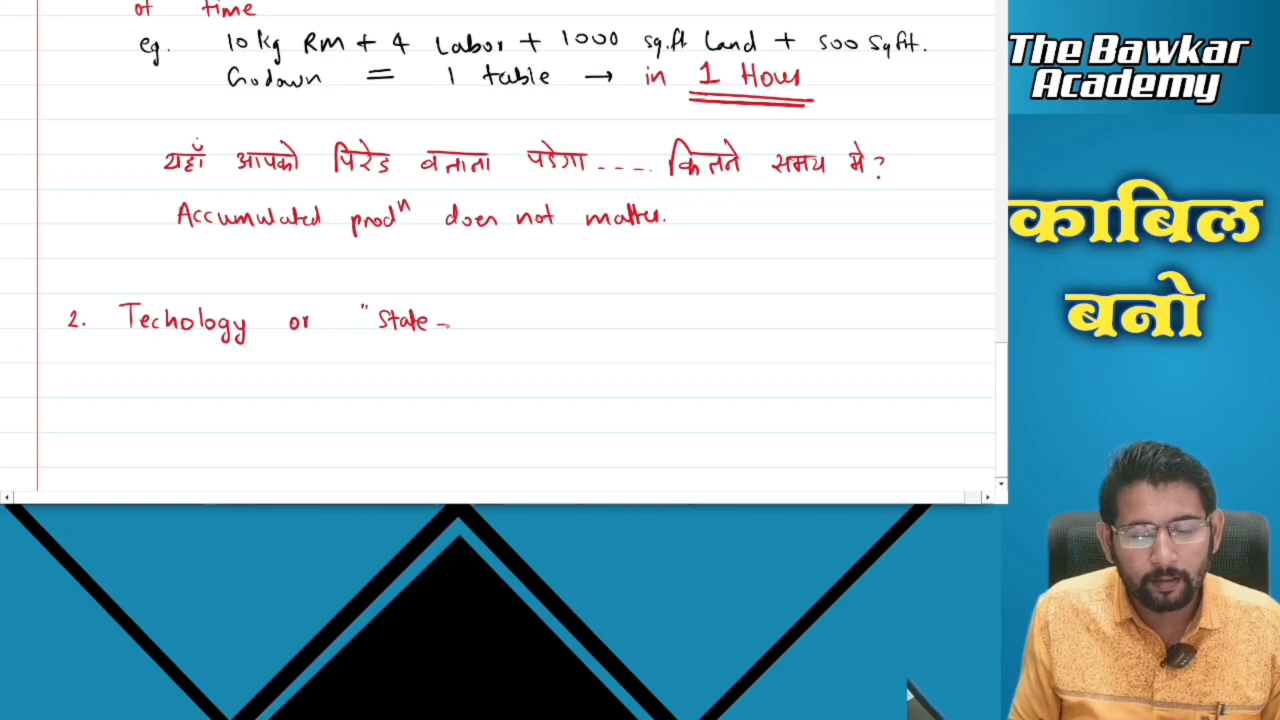 of time
eg. 10 kg RM + 4 Labor + 1000 sq.ft Land + 500 Sqft.
Godown = 1 table → in 1 Hour
यहाँ आपको पिरेड बताना पडेगा ..... कितने समय मे?
Accumulated prodⁿ does not matter.
2. Techology or "State -
The Bawkar
Academy
काबिल
बनो